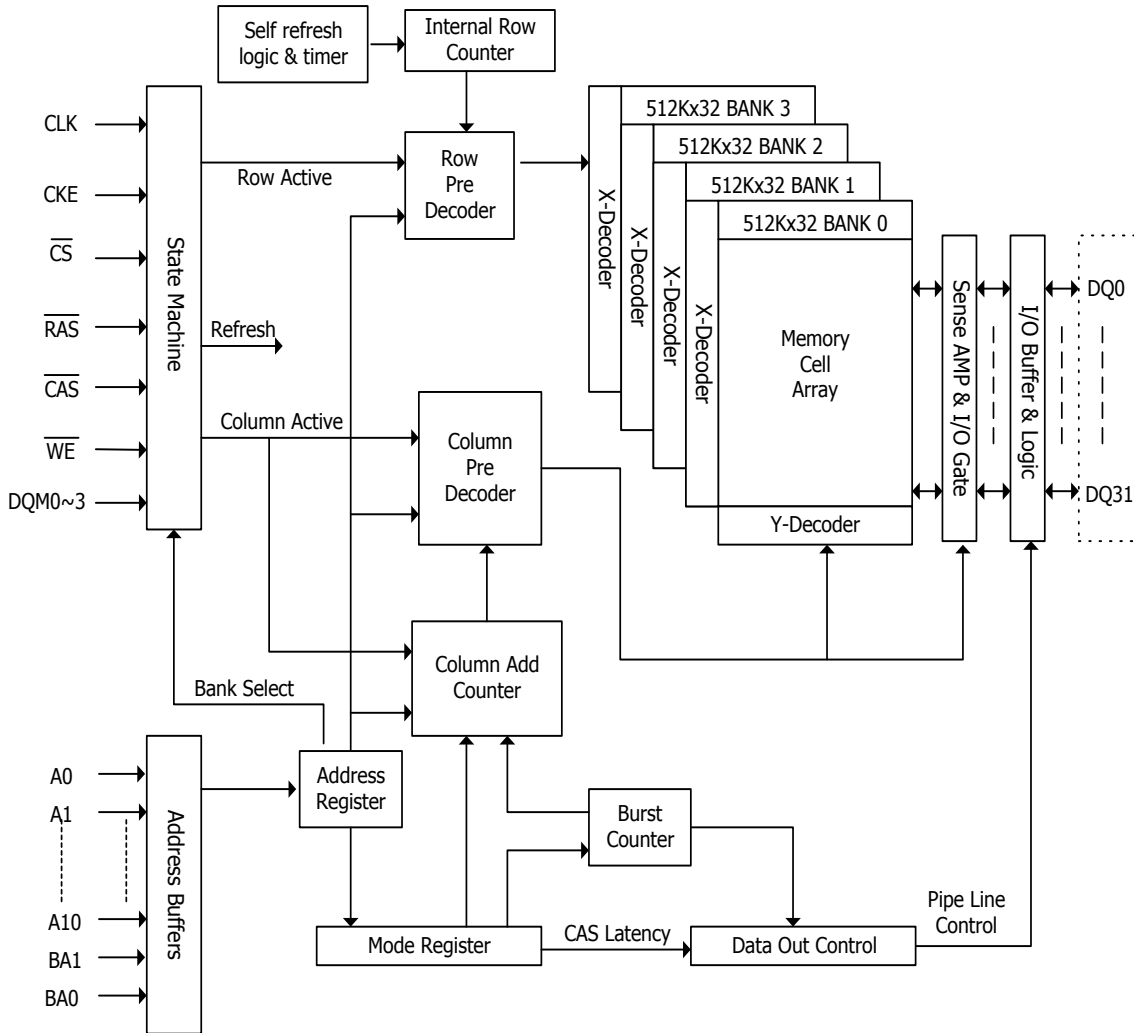 Self refresh
logic & timer
Internal Row
Counter
CLK
CKE
CS
RAS
CAS
WE
DQM0~3
State Machine
Row Active
Refresh
Column Active
Row
Pre
Decoder
Column
Pre
Decoder
Column Add
Counter
Bank Select
512Kx32 BANK 3
512Kx32 BANK 2
512Kx32 BANK 1
512Kx32 BANK 0
X-Decoder
X-Decoder
X-Decoder
X-Decoder
Memory
Cell
Array
Y-Decoder
Sense AMP & I/O Gate
I/O Buffer & Logic
DQ0
DQ31
A0
A1
A10
BA1
BA0
Address Buffers
Address
Register
Burst
Counter
Mode Register
CAS Latency
Data Out Control
Pipe Line
Control